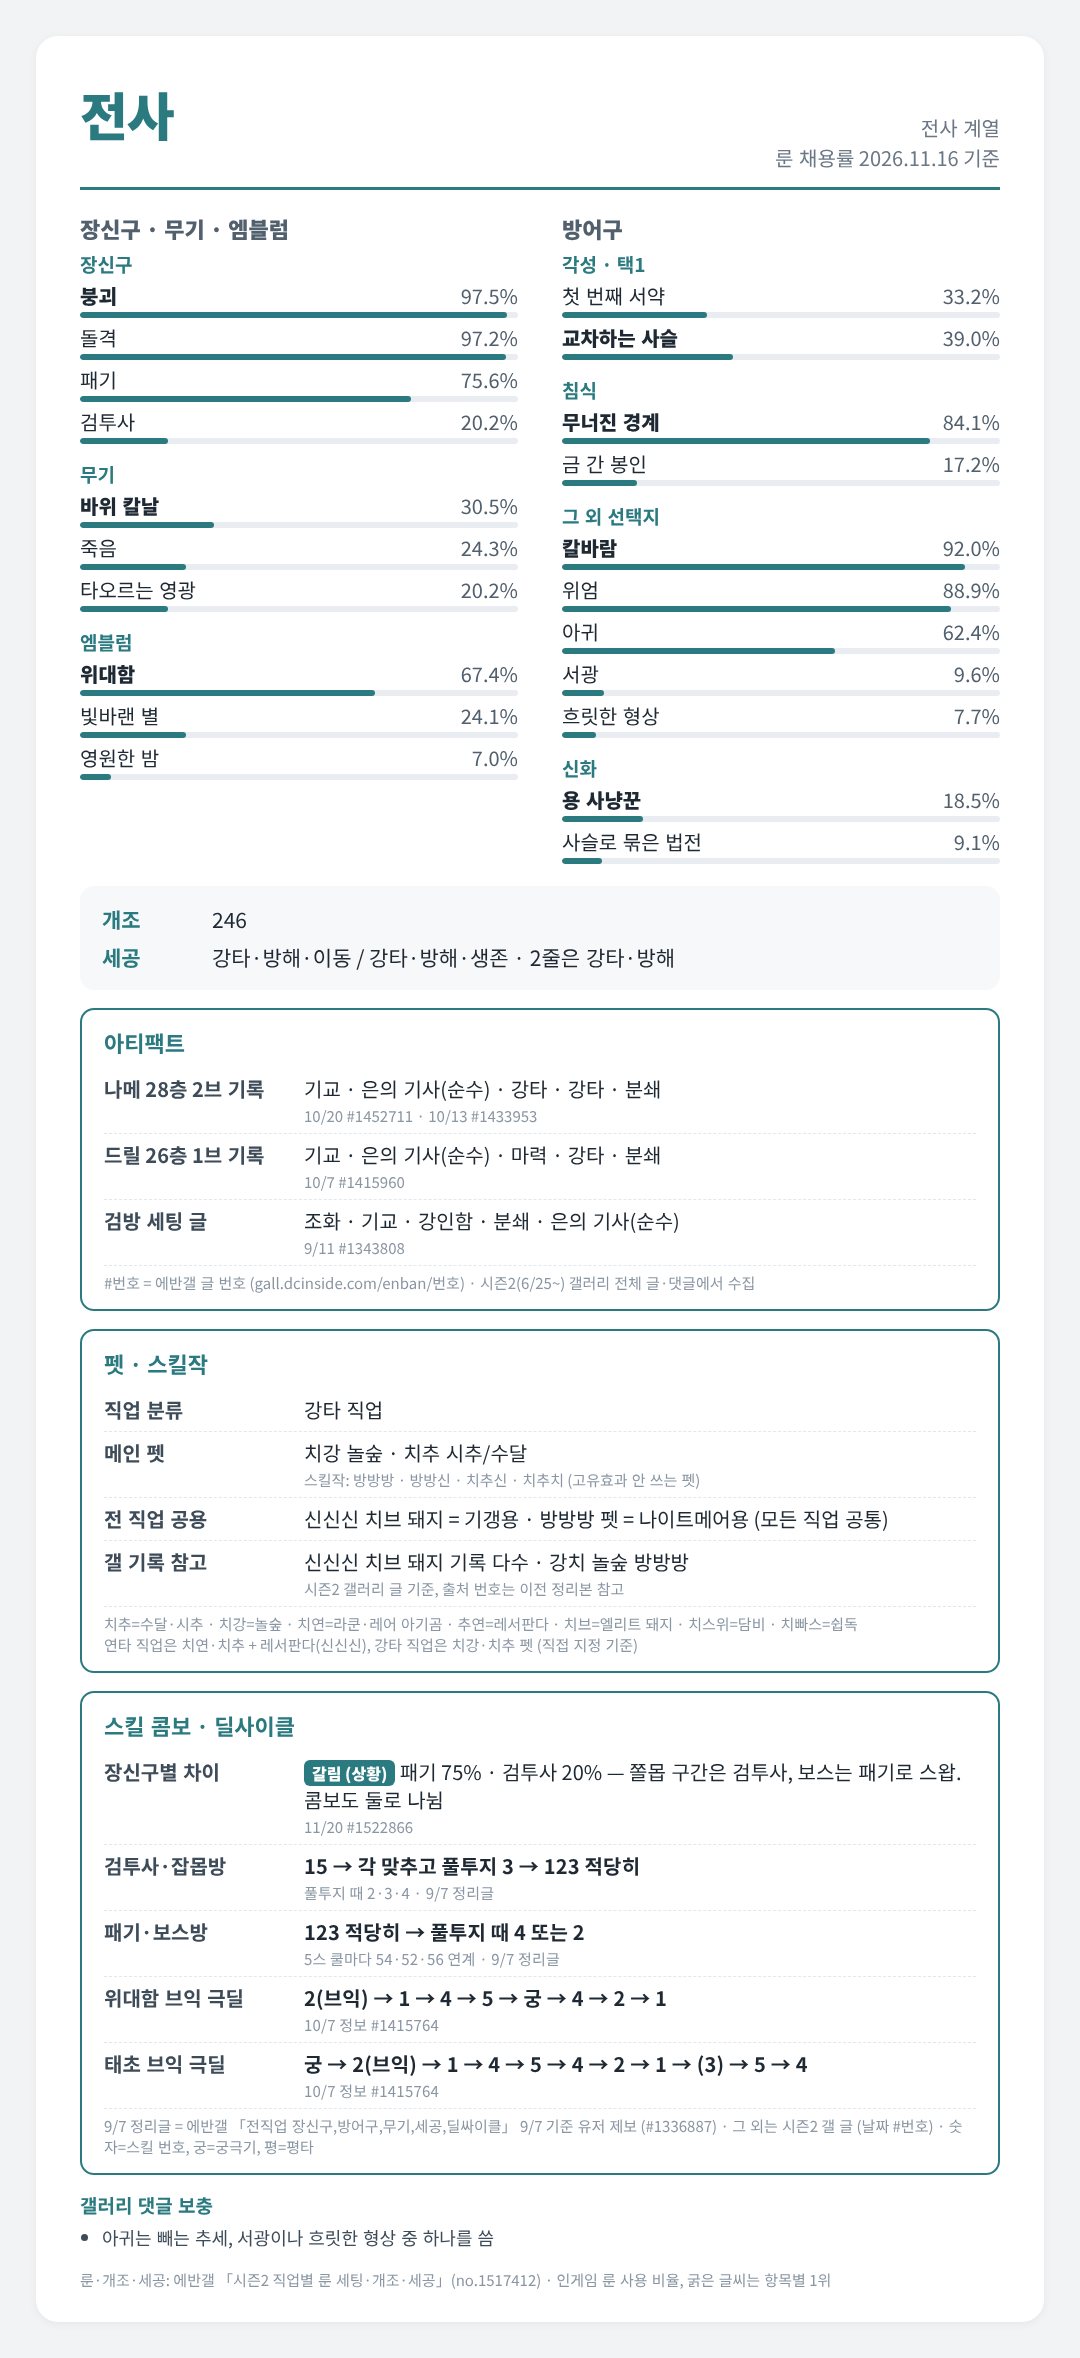 전사
전사 계열
룬 채용률 2026.11.16 기준
장신구 · 무기 · 엠블럼
장신구
붕괴 97.5%
돌격 97.2%
패기 75.6%
검투사 20.2%
무기
바위 칼날 30.5%
죽음 24.3%
타오르는 영광 20.2%
엠블럼
위대함 67.4%
빛바랜 별 24.1%
영원한 밤 7.0%
방어구
각성 · 택1
첫 번째 서약 33.2%
교차하는 사슬 39.0%
침식
무너진 경계 84.1%
금 간 봉인 17.2%
그 외 선택지
칼바람 92.0%
위엄 88.9%
아귀 62.4%
서광 9.6%
흐릿한 형상 7.7%
신화
용 사냥꾼 18.5%
사슬로 묶은 법전 9.1%
개조 246
세공 강타·방해·이동 / 강타·방해·생존 · 2줄은 강타·방해
아티팩트
나메 28층 2브 기록 기교 · 은의 기사(순수) · 강타 · 강타 · 분쇄
10/20 #1452711 · 10/13 #1433953
드릴 26층 1브 기록 기교 · 은의 기사(순수) · 마력 · 강타 · 분쇄
10/7 #1415960
검방 세팅 글 조화 · 기교 · 강인함 · 분쇄 · 은의 기사(순수)
9/11 #1343808
#번호 = 에반갤 글 번호 (gall.dcinside.com/enban/번호) · 시즌2(6/25~) 갤러리 전체 글·댓글에서 수집
펫 · 스킬작
직업 분류 강타 직업
메인 펫 치강 놀숲 · 치추 시추/수달
스킬작: 방방방 · 방방신 · 치추신 · 치추치 (고유효과 안 쓰는 펫)
전 직업 공용 신신신 치브 돼지 = 기갱용 · 방방방 펫 = 나이트메어용 (모든 직업 공통)
갤 기록 참고 신신신 치브 돼지 기록 다수 · 강치 놀숲 방방방
시즌2 갤러리 글 기준, 출처 번호는 이전 정리본 참고
치추=수달·시추 · 치강=놀숲 · 치연=라쿤·레어 아기곰 · 추연=레서판다 · 치브=엘리트 돼지 · 치스위=담비 · 치빠스=쉽독
연타 직업은 치연·치추 + 레서판다(신신신), 강타 직업은 치강·치추 펫 (직접 지정 기준)
스킬 콤보 · 딜사이클
장신구별 차이 갈림 (상황) 패기 75% · 검투사 20% — 쫄몹 구간은 검투사, 보스는 패기로 스왑.
콤보도 둘로 나뉨
11/20 #1522866
검투사·잡몹방 15 → 각 맞추고 풀투지 3 → 123 적당히
풀투지 때 2·3·4 · 9/7 정리글
패기·보스방 123 적당히 → 풀투지 때 4 또는 2
5스 쿨마다 54·52·56 연계 · 9/7 정리글
위대함 브익 극딜 2(브익) → 1 → 4 → 5 → 궁 → 4 → 2 → 1
10/7 정보 #1415764
태초 브익 극딜 궁 → 2(브익) → 1 → 4 → 5 → 4 → 2 → 1 → (3) → 5 → 4
10/7 정보 #1415764
9/7 정리글 = 에반갤 「전직업 장신구,방어구,무기,세공,딜싸이클」 9/7 기준 유저 제보 (#1336887) · 그 외는 시즌2 갤 글 (날짜 #번호) · 숫
자=스킬 번호, 궁=궁극기, 평=평타
갤러리 댓글 보충
• 아귀는 빼는 추세, 서광이나 흐릿한 형상 중 하나를 씀
룬·개조·세공: 에반갤 「시즌2 직업별 룬 세팅·개조·세공」(no.1517412) · 인게임 룬 사용 비율, 굵은 글씨는 항목별 1위